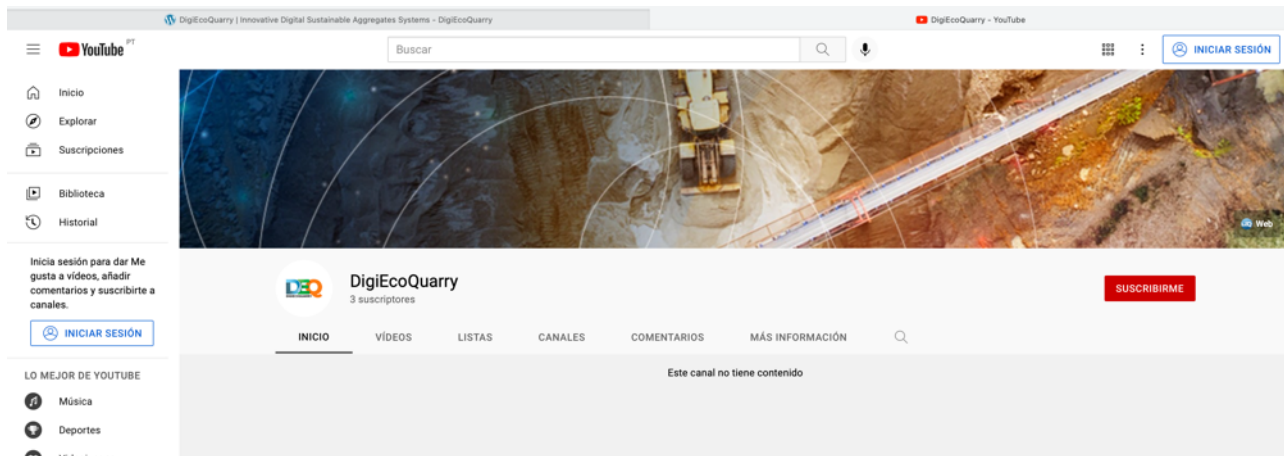 DigiEcoQuarry | Innovative Digital Sustainable Aggregates Systems – DigiEcoQuarry
DigiEcoQuarry - YouTube
YouTube PT
Buscar
INICIAR SESIÓN
Inicio
Explorar
Suscripciones
Biblioteca
Historial
Web
Inicia sesión para dar Me
gusta a vídeos, añadir
comentarios y suscribirte a
canales.
INICIAR SESIÓN
DEQ
DigiEcoQuarry
3 suscriptores
SUSCRIBIRME
INICIO VÍDEOS LISTAS CANALES COMENTARIOS MÁS INFORMACIÓN
Este canal no tiene contenido
LO MEJOR DE YOUTUBE
Música
Deportes